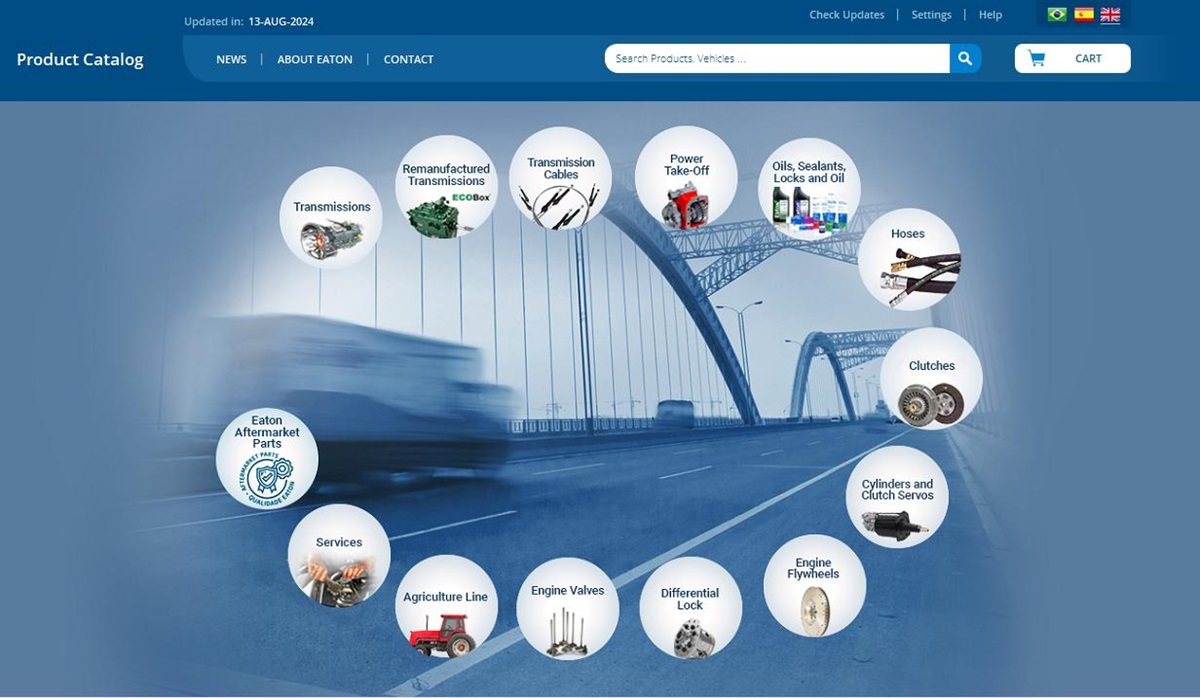 Updated in: 13-AUG-2024
Check Updates | Settings | Help
Product Catalog
NEWS | ABOUT EATON | CONTACT
Search Products, Vehicles ...
CART
Transmissions
Remanufactured
Transmissions
ECOBox
Transmission
Cables
Power
Take-Off
Oils, Sealants,
Locks and Oil
Hoses
Clutches
Cylinders and
Clutch Servos
Engine
Flywheels
Differential
Lock
Engine Valves
Agriculture Line
Services
Eaton
Aftermarket
Parts
AFTERMARKET PARTS
• QUALIDADE EATON •